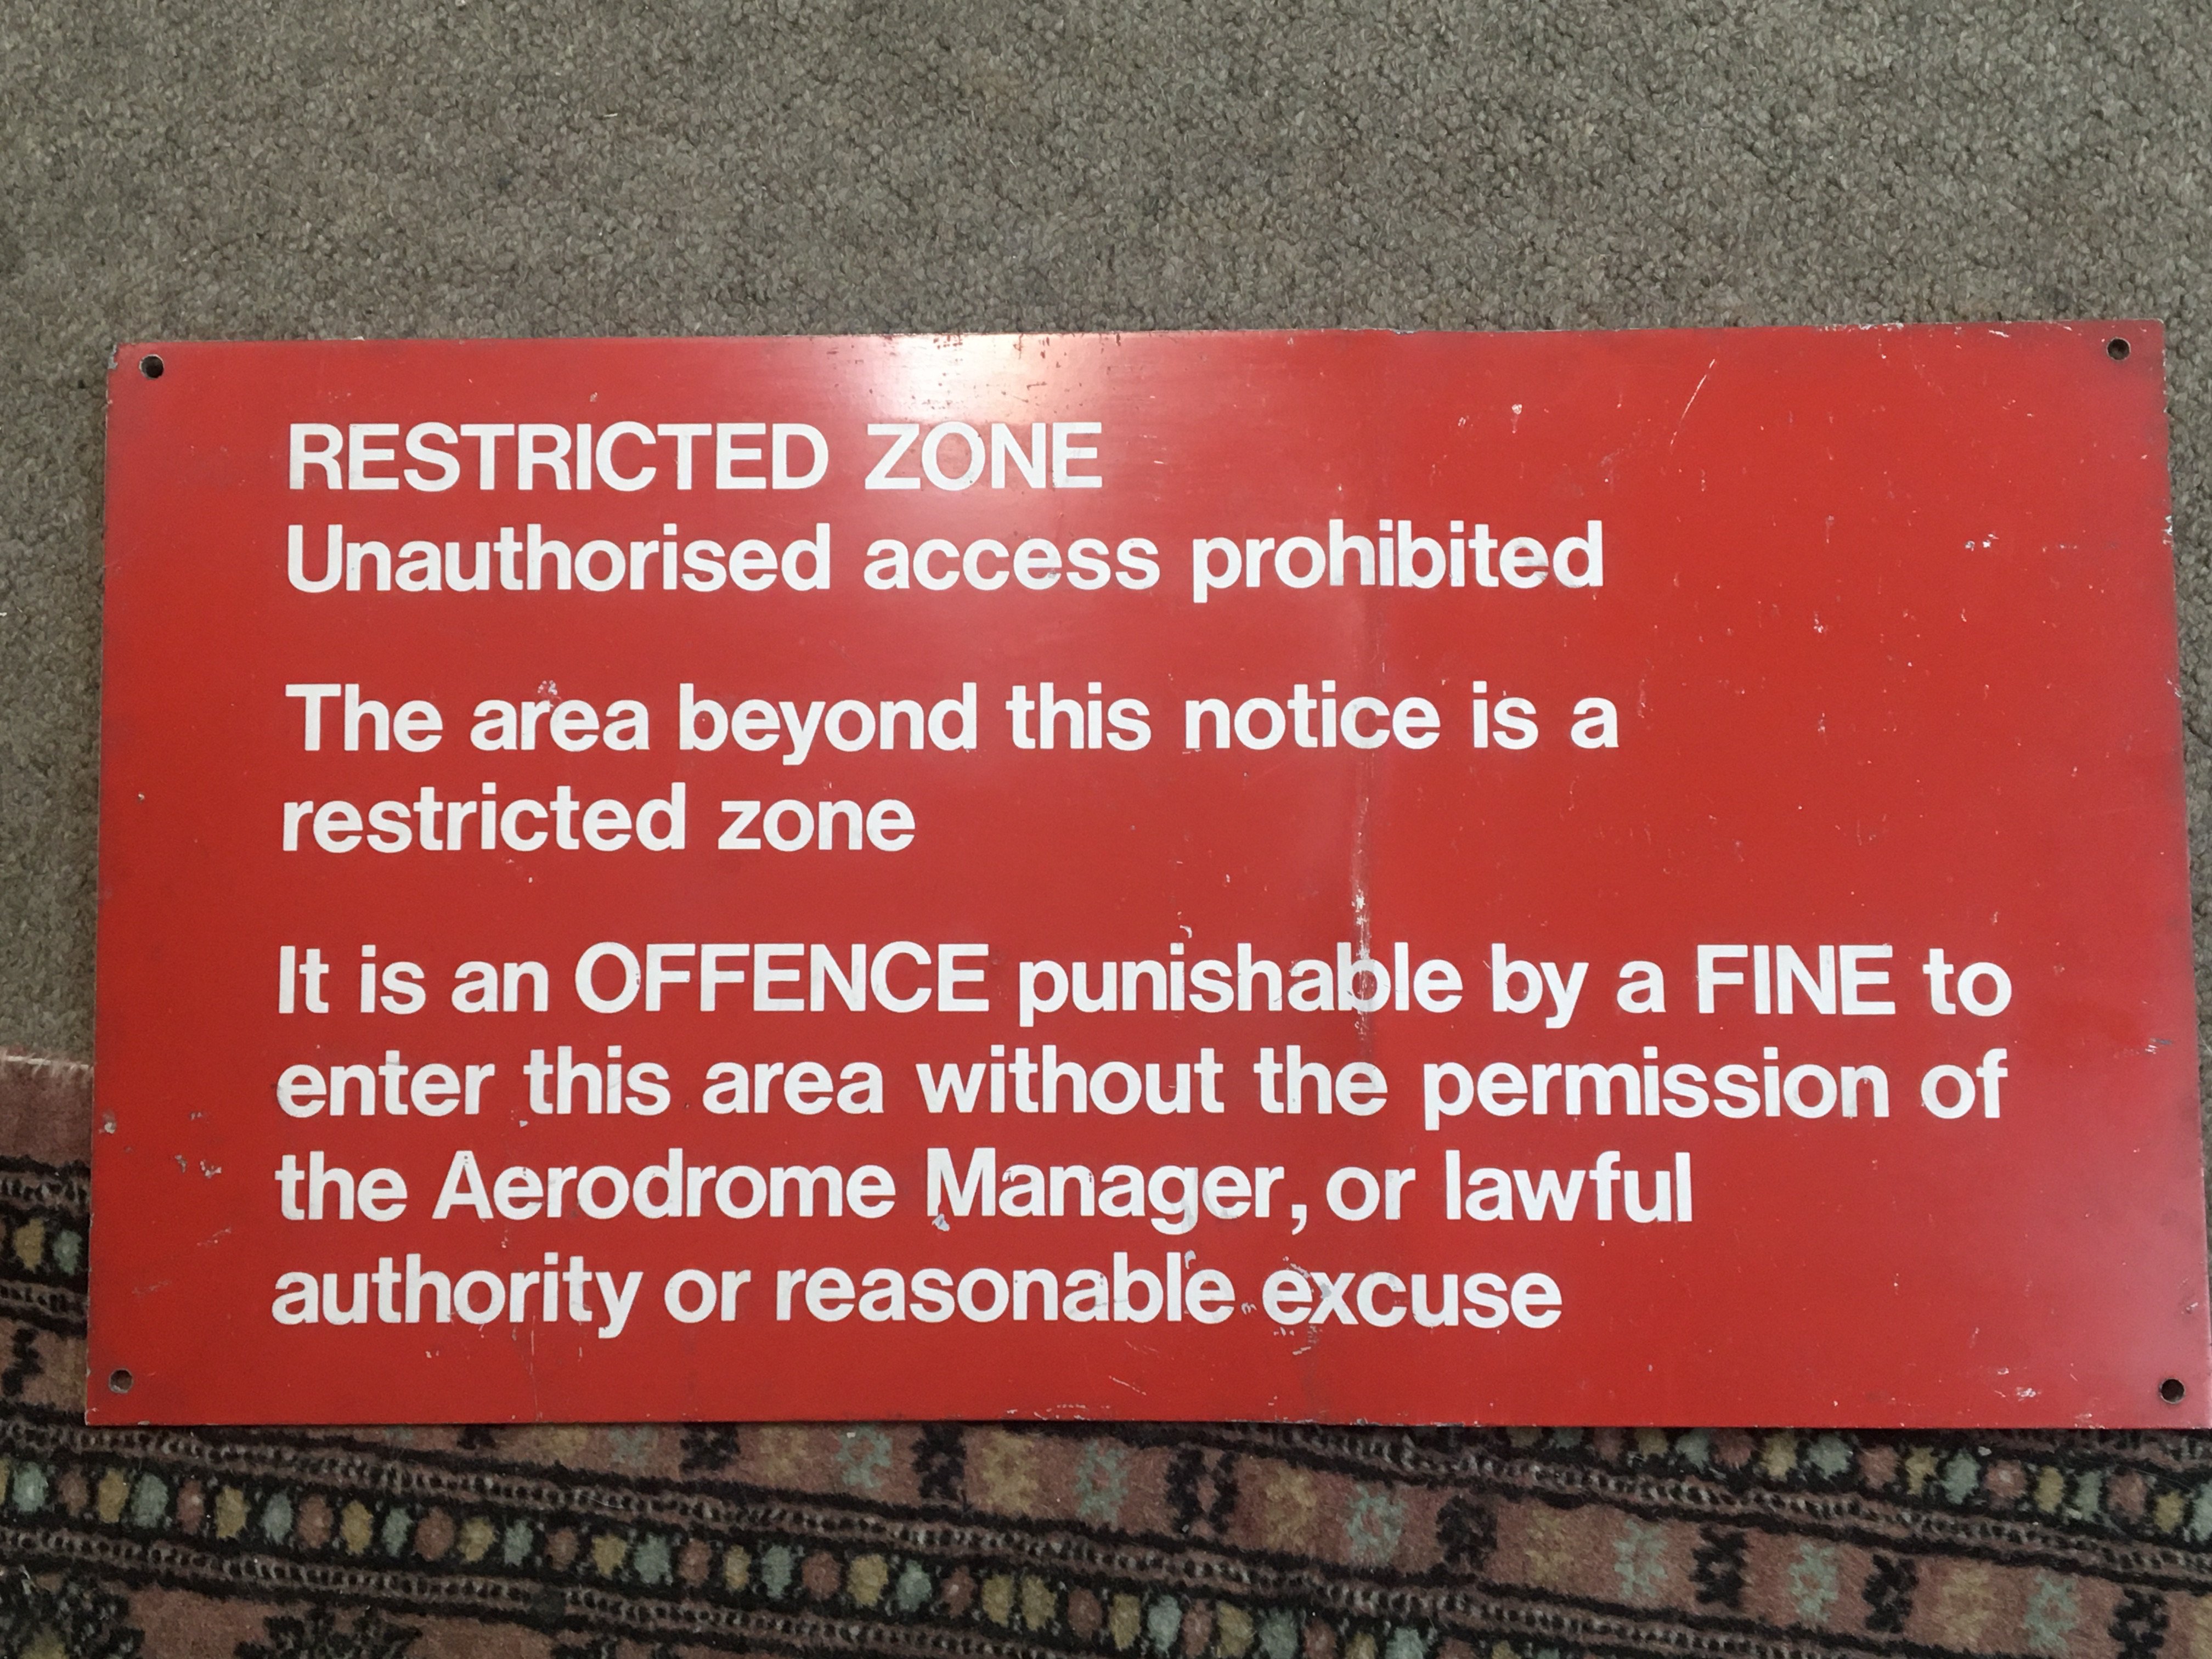 RESTRICTED ZONE
Unauthorised access prohibited
The area beyond this notice is a
restricted zone
It is an OFFENCE punishable by a FINE to
enter this area without the permission of
the Aerodrome Manager, or lawful
authority or reasonable excuse